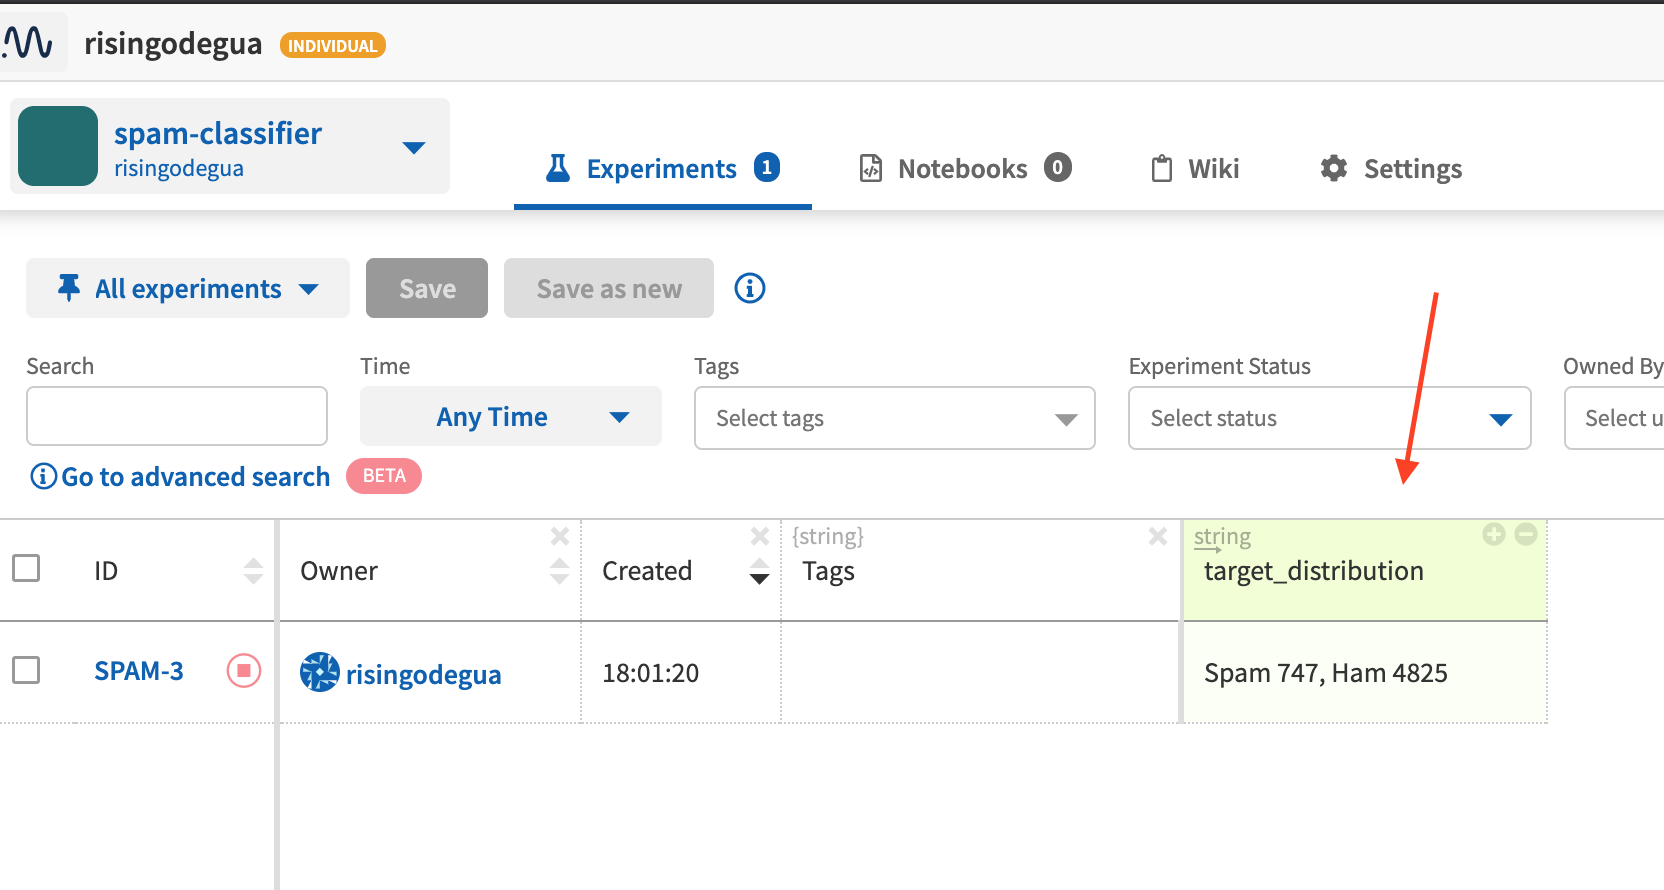 risingodegua INDIVIDUAL
spam-classifier
risingodegua
Experiments 1 Notebooks 0 Wiki Settings
All experiments Save Save as new
Search Time Tags Experiment Status Owned By
Any Time Select tags Select status Select u
Go to advanced search BETA
{string} string
ID Owner Created Tags target_distribution
SPAM-3 risingodegua 18:01:20 Spam 747, Ham 4825